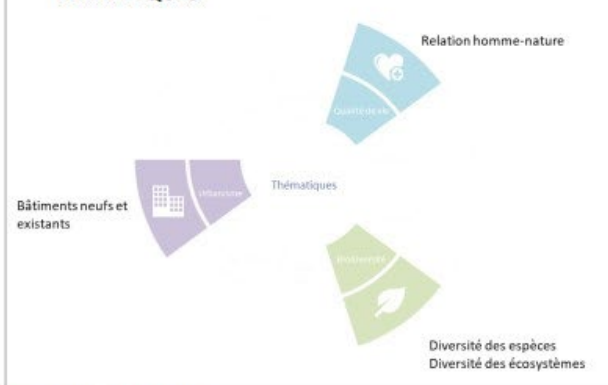 Relation homme-nature
Qualité de vie
Thématiques
Urbanisme
Bâtiments neufs et
existants
Biodiversité
Diversité des espèces
Diversité des écosystèmes